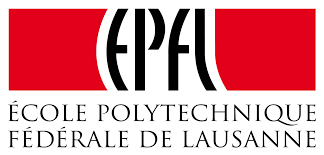 EPFL
ÉCOLE POLYTECHNIQUE
FÉDÉRALE DE LAUSANNE